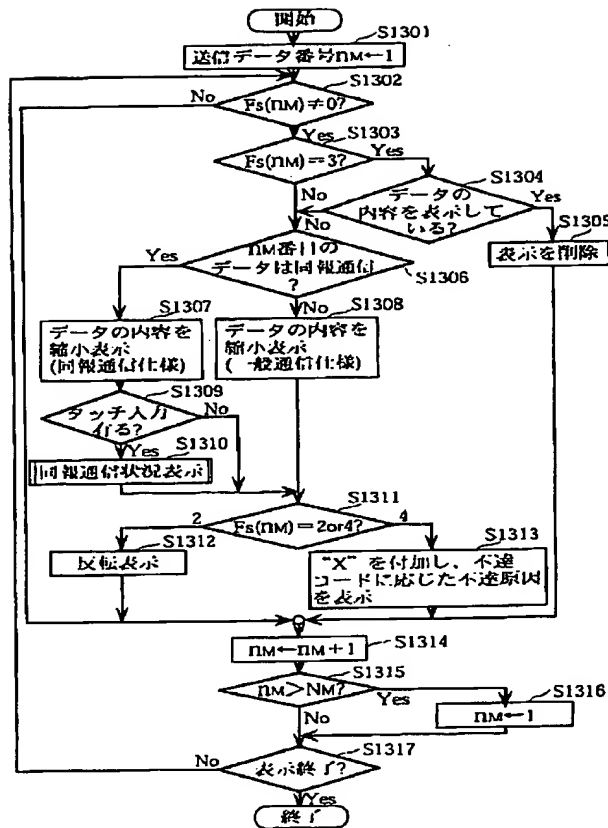 開始
S1301
送信データ番号nM←1
S1302
No
Fs(nM)≠0?
Yes
S1303
Fs(nM)==3?
Yes
S1304
No
データの
内容を表示して
いる?
Yes
S1305
表示を削除
No
Yes
nM番目の
データは同報通信
?
S1306
S1307
No
S1308
データの内容を
縮小表示
(同報通信仕様)
データの内容を
縮小表示
(一般通信仕様)
S1309
タッチ入力
有る?
No
Yes
S1310
同報通信状況表示
S1311
2
Fs(nM)=2or4?
4
S1312
反転表示
S1313
“X”を付加し、不達
コードに応じた不達原因
を表示
S1314
nM←nM+1
S1315
nM>NM?
Yes
S1316
nM←1
No
S1317
No
表示終了?
Yes
終了